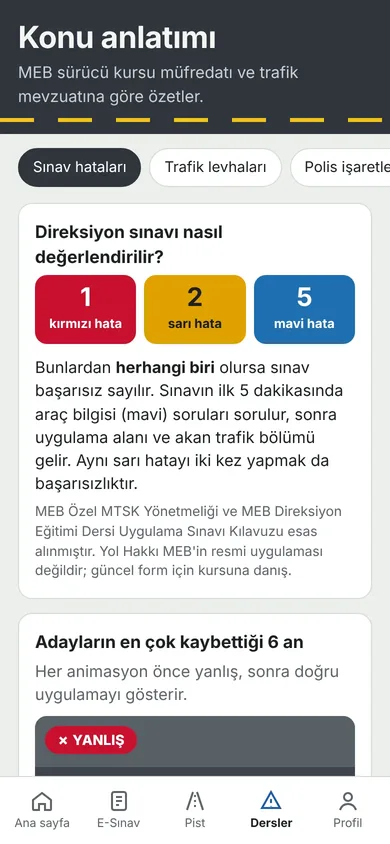 Konu anlatımı
MEB sürücü kursu müfredatı ve trafik
mevzuatına göre özetler.
Sınav hataları
Trafik levhaları
Polis işaretle
Direksiyon sınavı nasıl
değerlendirilir?
1
kırmızı hata
2
sarı hata
5
mavi hata
Bunlardan herhangi biri olursa sınav
başarısız sayılır. Sınavın ilk 5 dakikasında
araç bilgisi (mavi) soruları sorulur, sonra
uygulama alanı ve akan trafik bölümü
gelir. Aynı sarı hatayı iki kez yapmak da
başarısızlıktır.
MEB Özel MTSK Yönetmeliği ve MEB Direksiyon
Eğitimi Dersi Uygulama Sınavı Kılavuzu esas
alınmıştır. Yol Hakkı MEB'in resmi uygulaması
değildir; güncel form için kursuna danış.
Adayların en çok kaybettiği 6 an
Her animasyon önce yanlış, sonra doğru
uygulamayı gösterir.
× YANLIŞ
Ana sayfa
E-Sınav
Pist
Dersler
Profil